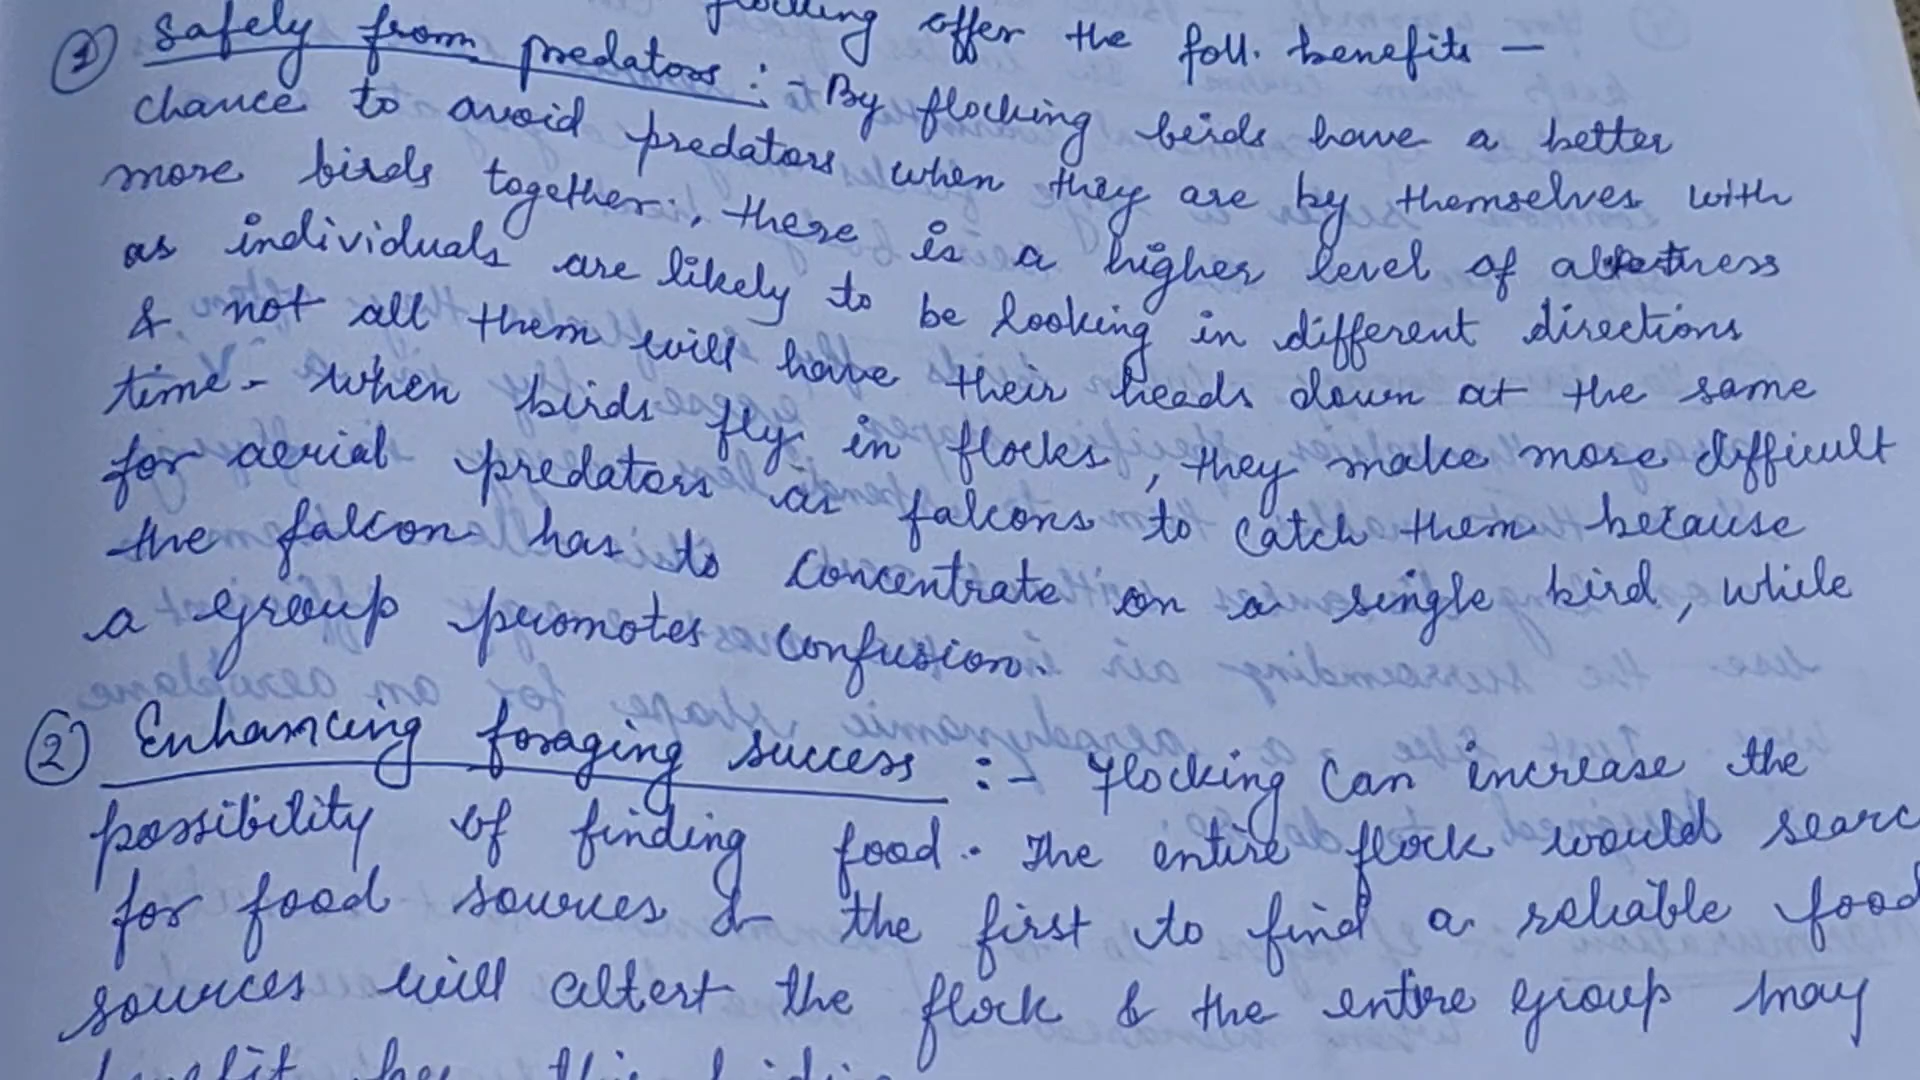 flocking offer the foll. benefits —
① Safely from predators :- By flocking birds have a better
chance to avoid predators when they are by themselves with
more birds together, there is a higher level of alertness
as individuals are likely to be looking in different directions
& not all them will have their heads down at the same
time - When birds fly in flocks, they make more difficult
for aerial predators as falcons to catch them because
the falcon has to concentrate on a single bird, while
a group promotes confusion.
② Enhancing foraging success :- Flocking can increase the
possibility of finding food. The entire flock would searc
for food sources & the first to find a reliable food
sources will altert the flock & the entire group may
benefit